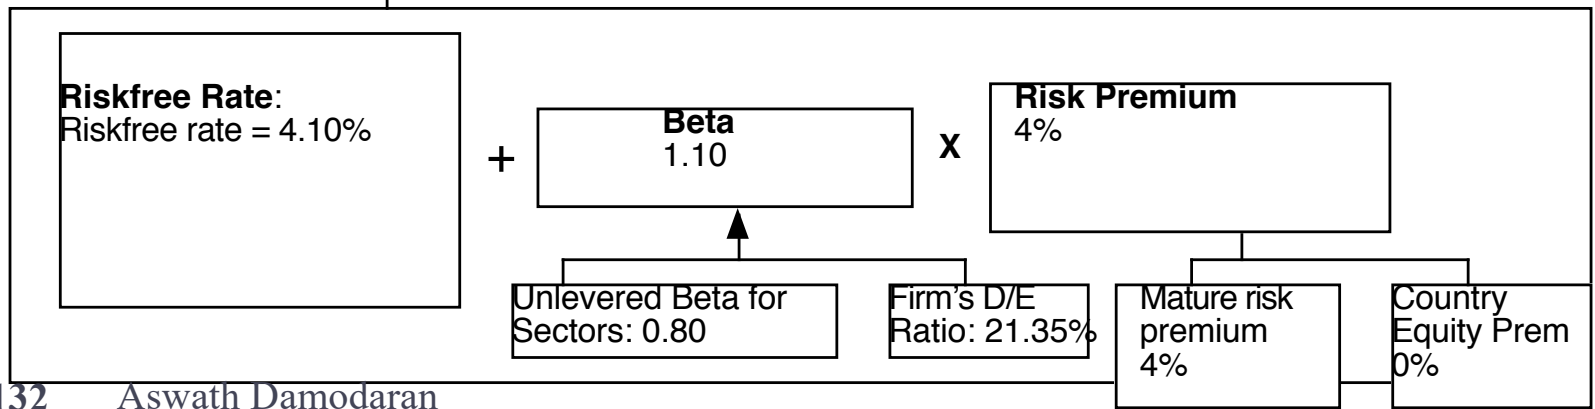 Riskfree Rate:
Riskfree rate = 4.10%
+
Beta
1.10
X
Risk Premium
4%
Unlevered Beta for
Sectors: 0.80
Firm's D/E
Ratio: 21.35%
Mature risk
premium
4%
Country
Equity Prem
0%
132 Aswath Damodaran